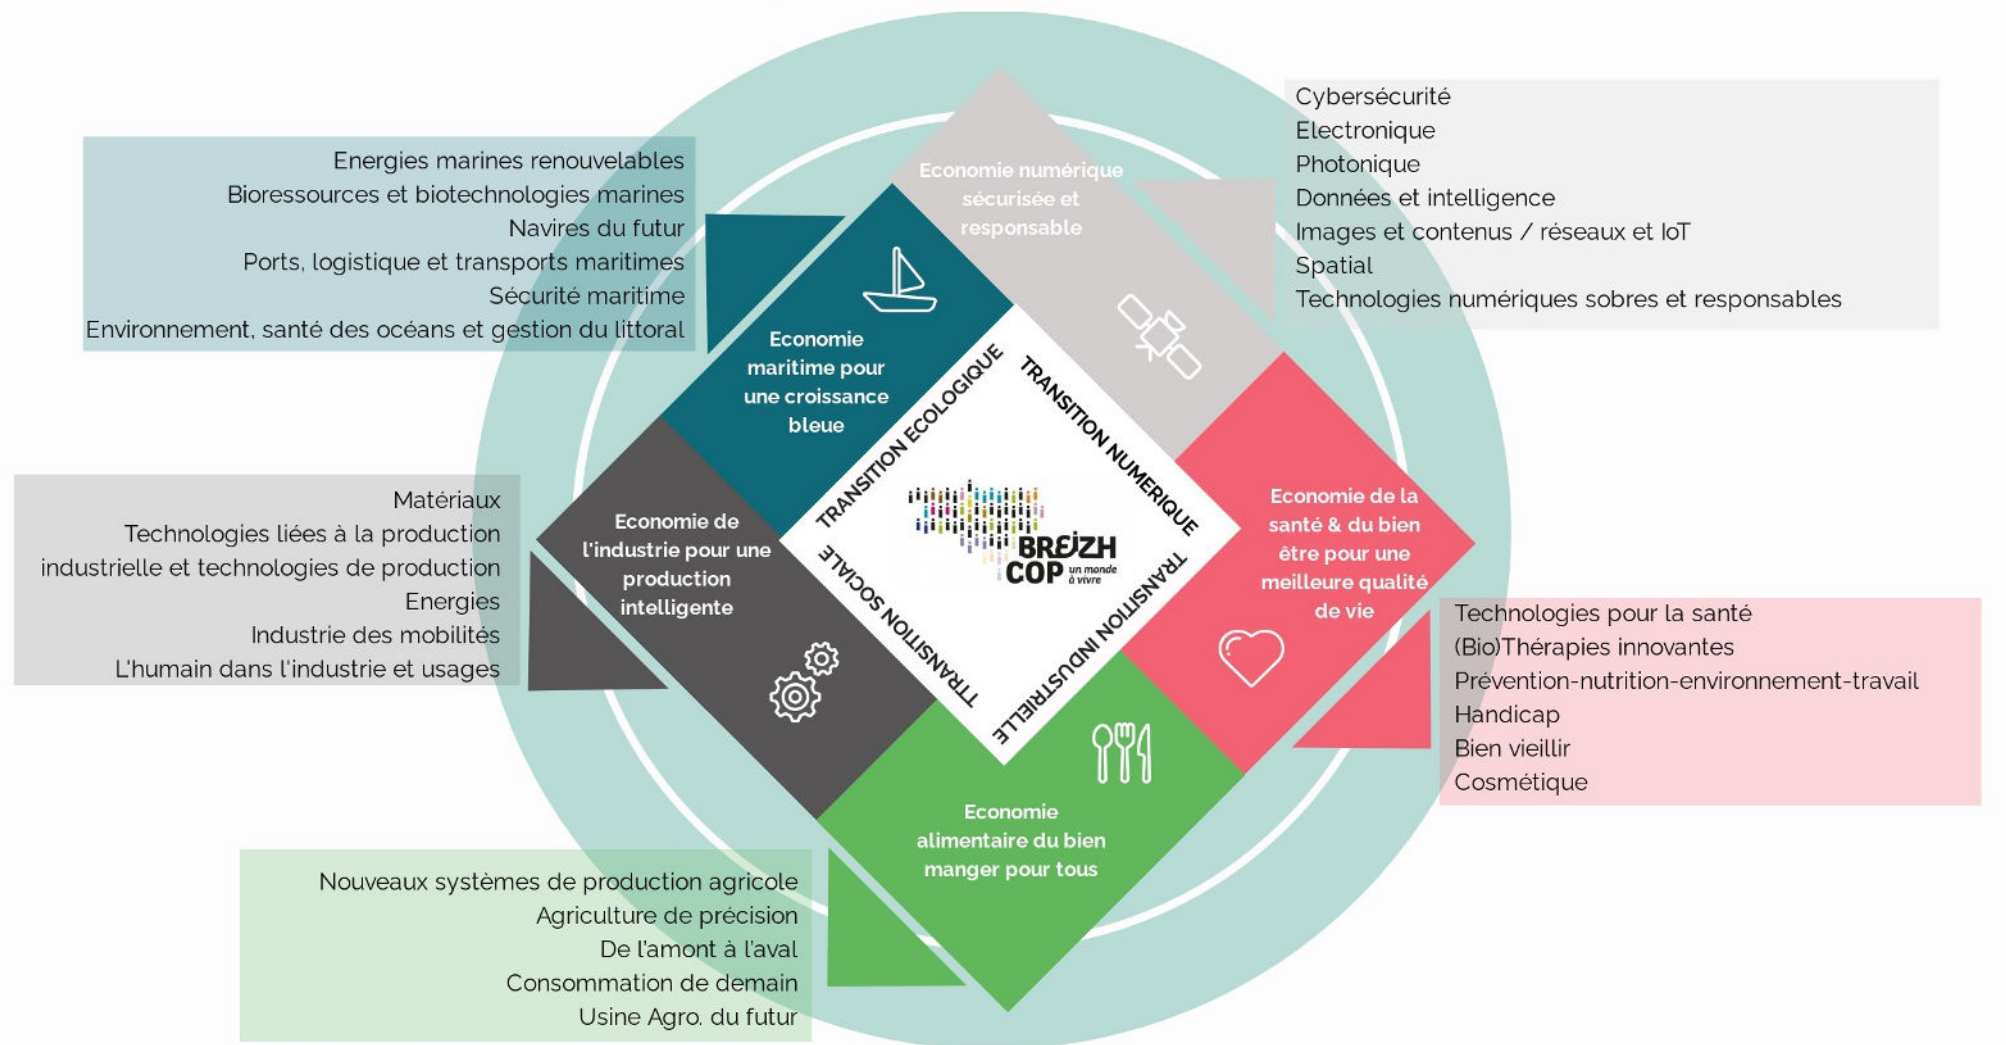 Cybersécurité
Electronique
Photonique
Données et intelligence
Images et contenus / réseaux et IoT
Spatial
Technologies numériques sobres et responsables
Energies marines renouvelables
Bioressources et biotechnologies marines
Navires du futur
Ports, logistique et transports maritimes
Sécurité maritime
Environnement, santé des océans et gestion du littoral
Economie numérique
sécurisée et
responsable
Economie
maritime pour
une croissance
bleue
TRANSITION ECOLOGIQUE
TRANSITION NUMERIQUE
Matériaux
Technologies liées à la production
industrielle et technologies de production
Energies
Industrie des mobilités
L'humain dans l'industrie et usages
Economie de
l'industrie pour une
production
intelligente
BREIZH
COP un monde
à vivre
Economie de la
santé & du bien
être pour une
meilleure qualité
de vie
TTRANSITION SOCIALE
TRANSITION INDUSTRIELLE
Technologies pour la santé
(Bio)Thérapies innovantes
Prévention-nutrition-environnement-travail
Handicap
Bien vieillir
Cosmétique
Economie
alimentaire du bien
manger pour tous
Nouveaux systèmes de production agricole
Agriculture de précision
De l'amont à l'aval
Consommation de demain
Usine Agro. du futur